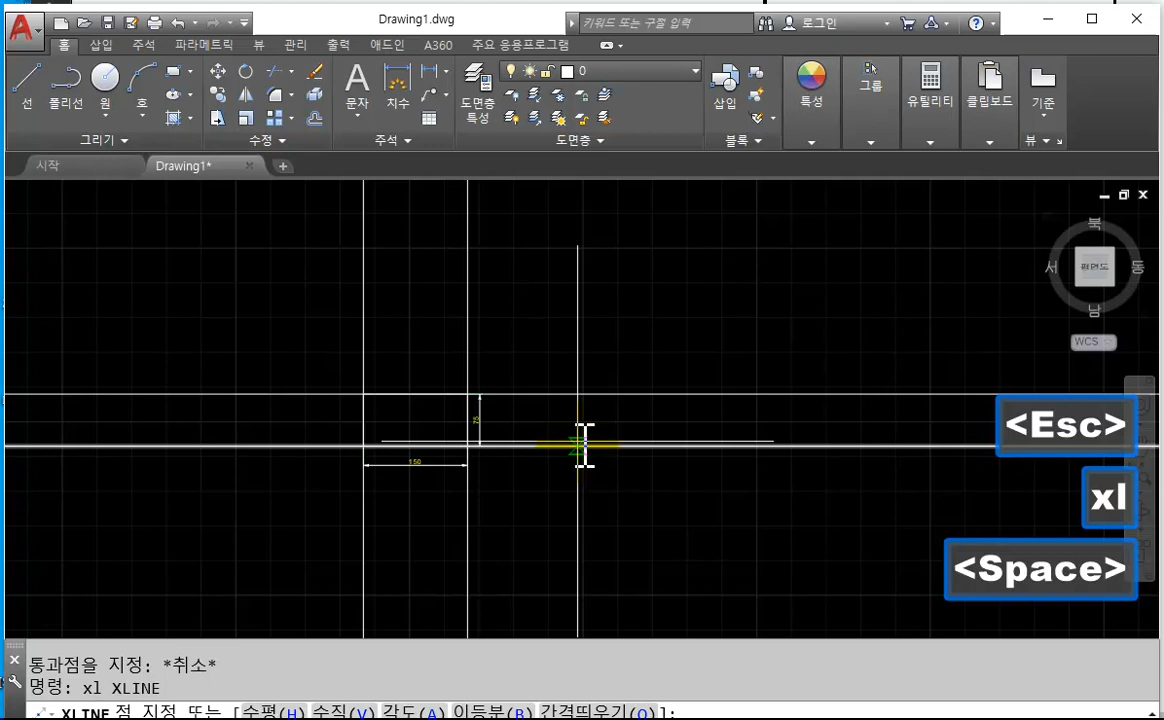 Drawing1.dwg
키워드 또는 구절 입력
로그인
홈 삽입 주석 파라메트릭 뷰 관리 출력 애드인 A360 주요 응용프로그램
선 폴리선 원 호
문자 치수
도면층 특성
0
삽입
특성
그룹
유틸리티
클립보드
기준
그리기 수정 주석 도면층 블록 뷰
시작 Drawing1*
북
서 평면도 동
남
WCS
75
150
<Esc>
xl
<Space>
통과점을 지정: *취소*
명령: xl XLINE
XLINE 점 지정 또는 [수평(H) 수직(V) 각도(A) 이등분(B) 간격띄우기(O)]: